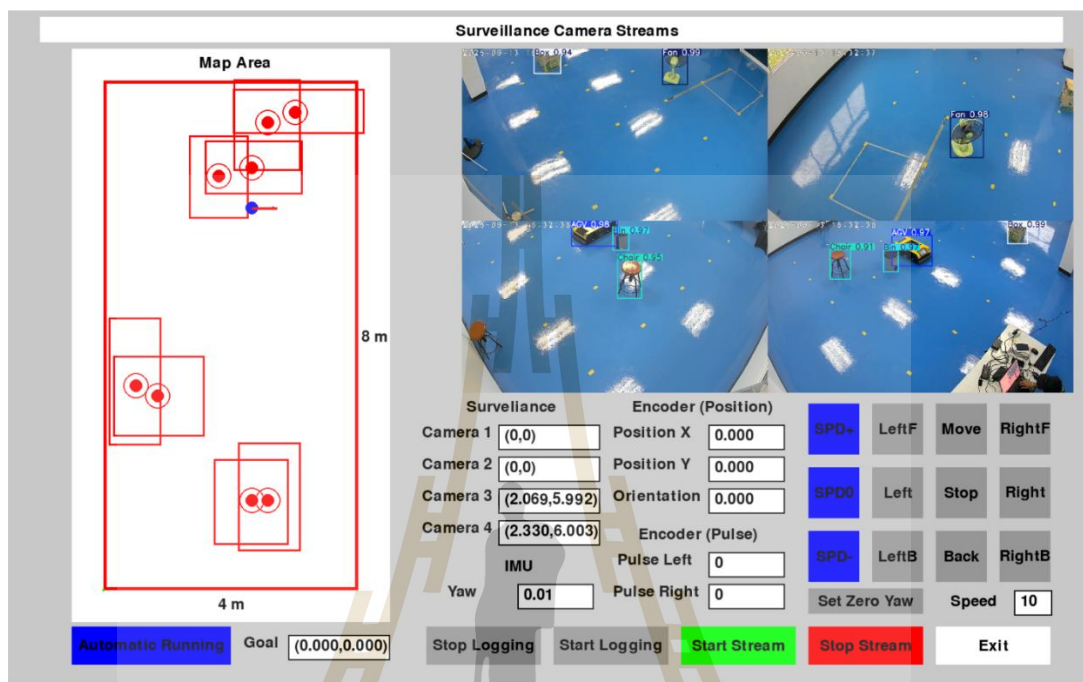 Surveillance Camera Streams
Map Area
8 m
4 m
Box 0.94
Fan 0.99
Fan 0.98
AGV 0.98
Bin 0.97
Chair 0.95
Chair 0.91
Bin 0.97
AGV 0.97
Box 0.99
Surveliance
Camera 1 (0,0)
Camera 2 (0,0)
Camera 3 (2.069,5.992)
Camera 4 (2.330,6.003)
IMU
Yaw 0.01
Encoder (Position)
Position X 0.000
Position Y 0.000
Orientation 0.000
Encoder (Pulse)
Pulse Left 0
Pulse Right 0
SPD+ LeftF Move RightF
SPD0 Left Stop Right
SPD- LeftB Back RightB
Set Zero Yaw Speed 10
Automatic Running Goal (0.000,0.000) Stop Logging Start Logging Start Stream Stop Stream Exit